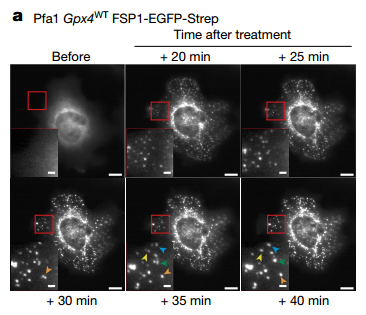 a Pfa1 Gpx4WT FSP1-EGFP-Strep
Time after treatment
Before + 20 min + 25 min
+ 30 min + 35 min + 40 min